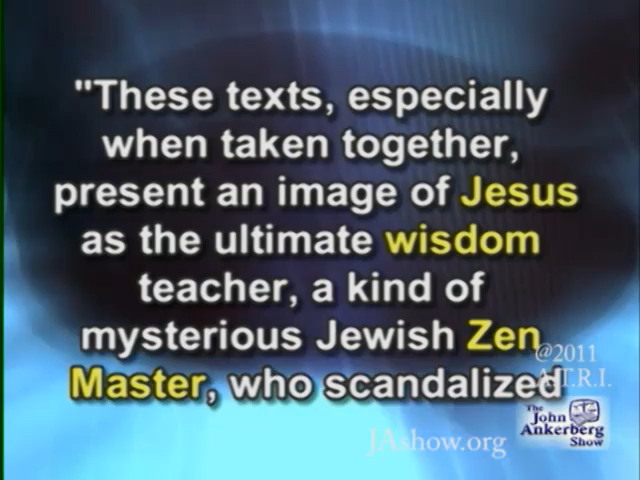 "These texts, especially
when taken together,
present an image of Jesus
as the ultimate wisdom
teacher, a kind of
mysterious Jewish Zen
@2011
Master, who scandalized
A.T.R.I.
The
John
Ankerberg
Show
JAshow.org